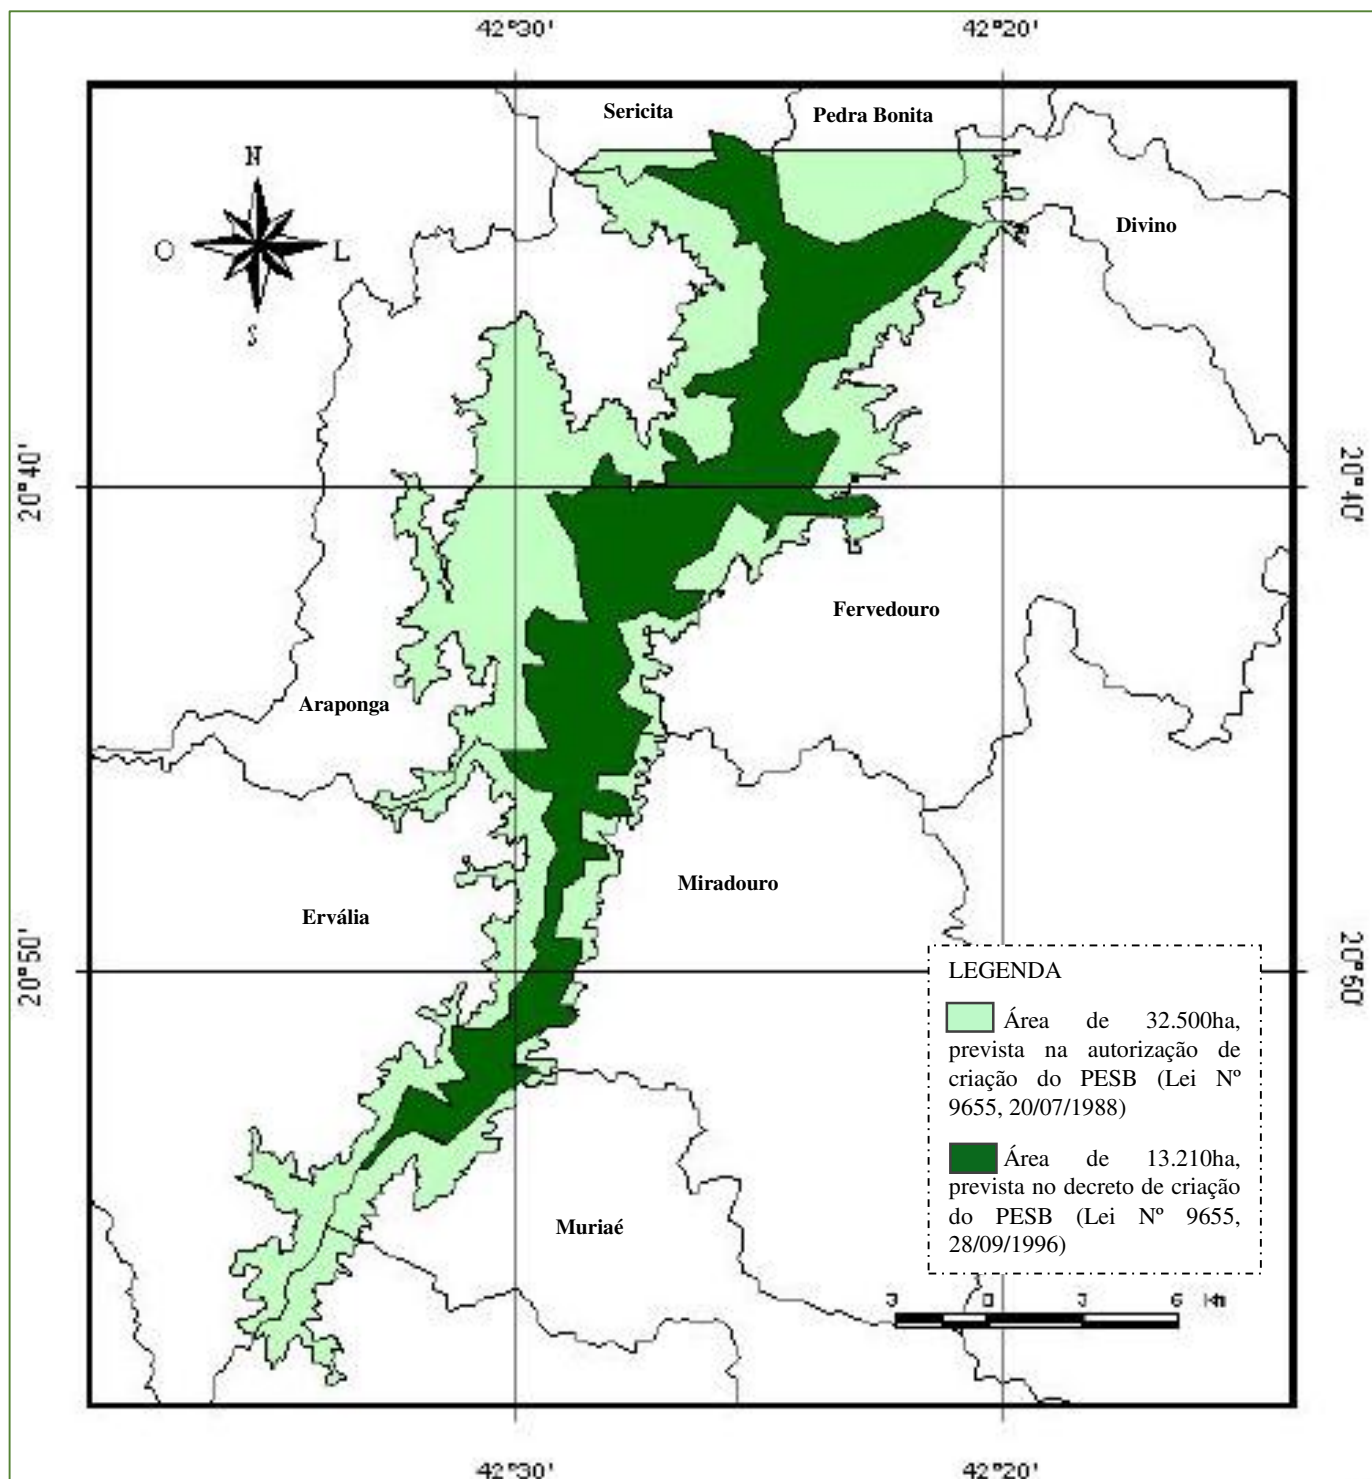 42°30' 42°20'
Sericita
Pedra Bonita
N
O L
S
Divino
20°40' 20°40'
Fervedouro
Araponga
Miradouro
Ervália
20°50' 20°50'
LEGENDA
Área de 32.500ha,
prevista na autorização de
criação do PESB (Lei Nº
9655, 20/07/1988)
Área de 13.210ha,
prevista no decreto de criação
do PESB (Lei Nº 9655,
28/09/1996)
Muriaé
3 0 3 6 Km
42°30' 42°20'